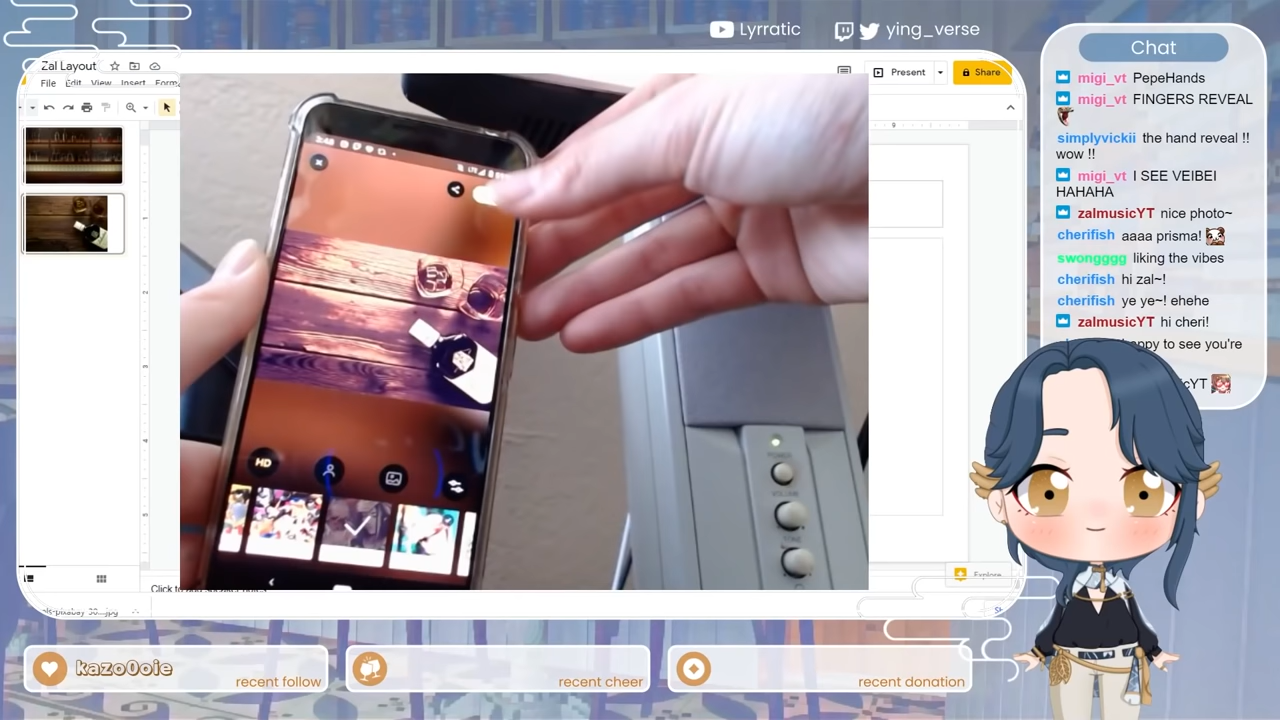 Lyrratic
ying_verse
Chat
Zal Layout
File Edit View Insert
Present
Share
migi_vt PepeHands
migi_vt FINGERS REVEAL
simplyvickii the hand reveal !!
wow !!
migi_vt I SEE VEIBEI
HAHAHA
zalmusicYT nice photo~
cherifish aaaa prisma!
swongggg liking the vibes
cherifish hi zal~!
cherifish ye ye~! ehehe
zalmusicYT hi cheri!
to see you're
HD
POWER
VOLUME
Explore
kazo0oie
recent follow
recent cheer
recent donation